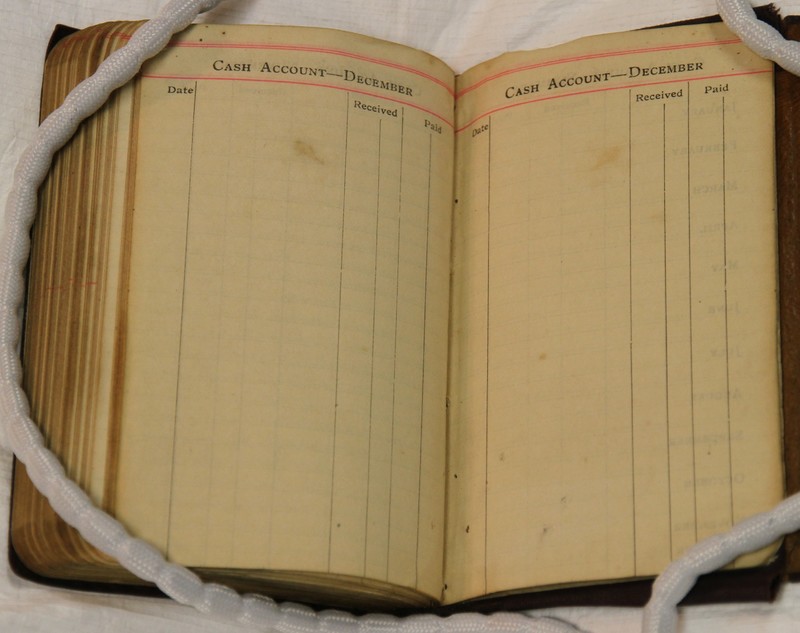 CASH ACCOUNT—DECEMBER
Date Received Paid
CASH ACCOUNT—DECEMBER
Date Received Paid